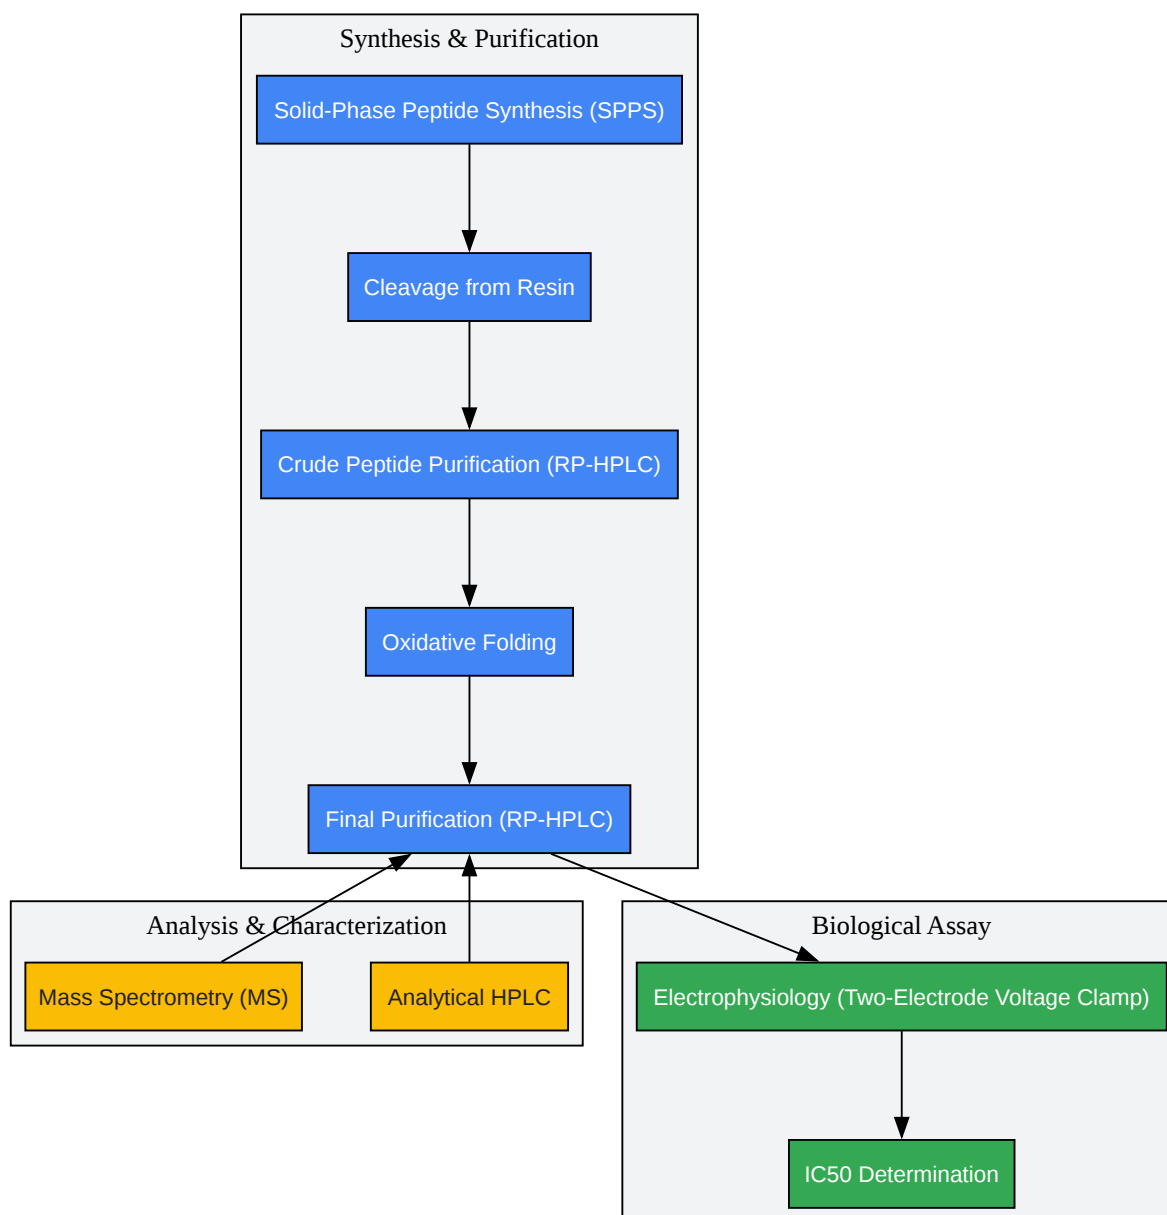 Synthesis & Purification
Solid-Phase Peptide Synthesis (SPPS)
Cleavage from Resin
Crude Peptide Purification (RP-HPLC)
Oxidative Folding
Final Purification (RP-HPLC)
Analysis & Characterization
Mass Spectrometry (MS)
Analytical HPLC
Biological Assay
Electrophysiology (Two-Electrode Voltage Clamp)
IC50 Determination